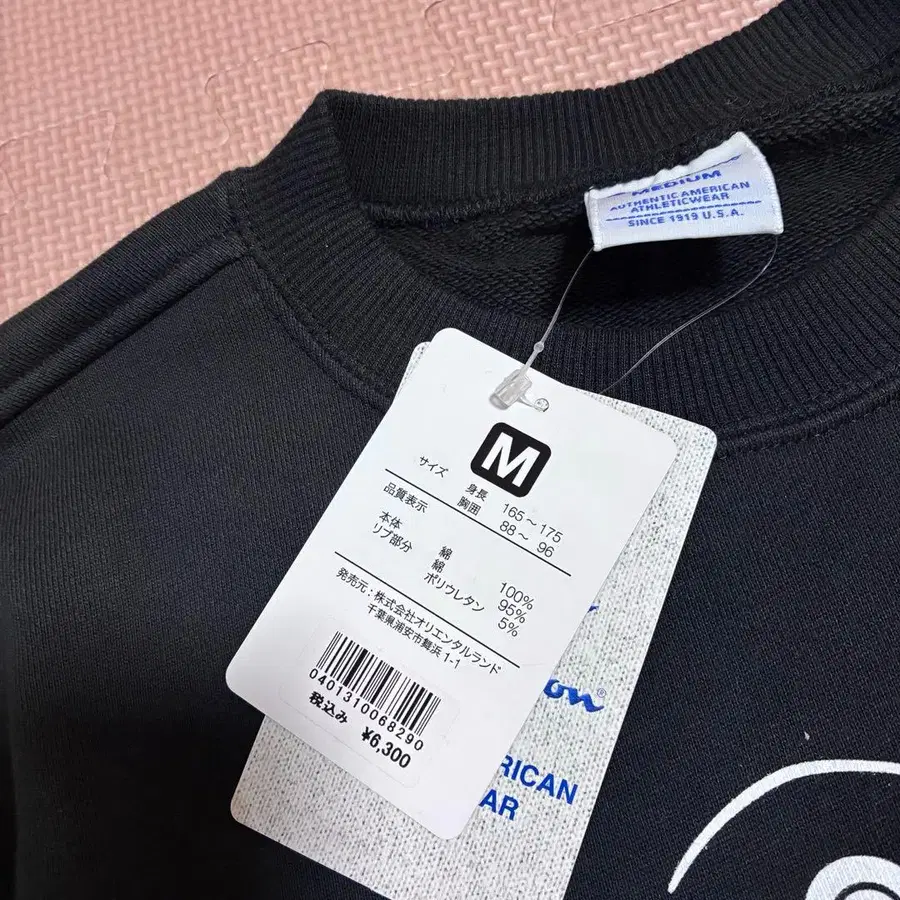 MEDIUM
AUTHENTIC AMERICAN
ATHLETICWEAR
SINCE 1919 U.S.A.
M
サイズ 身長 165～175
胸囲 88～ 96
品質表示
本体 綿 100%
リブ部分 綿 95%
ポリウレタン 5%
発売元：株式会社オリエンタルランド
千葉県浦安市舞浜1-1
0401310068290
税込み ¥6,300
on®
RICAN
AR